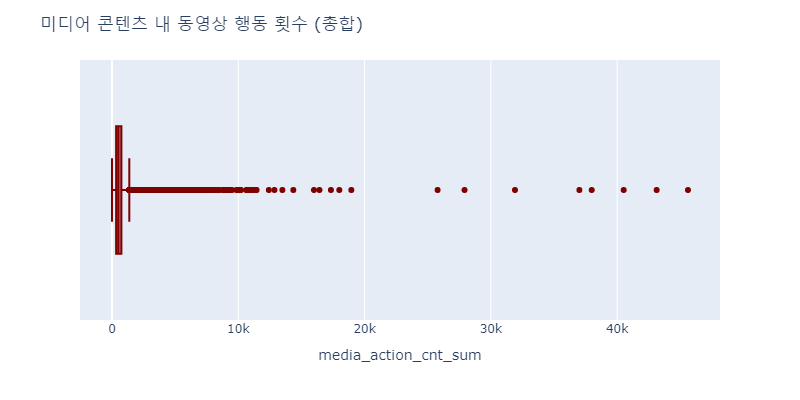 미디어 콘텐츠 내 동영상 행동 횟수 (총합)
0 10k 20k 30k 40k
media_action_cnt_sum